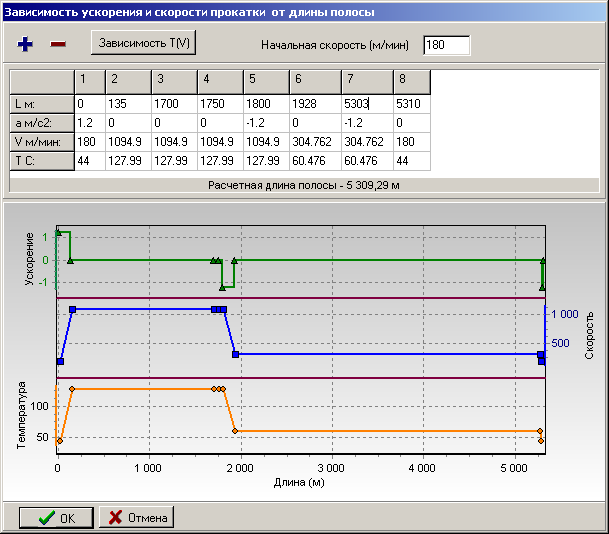 Зависимость ускорения и скорости прокатки от длины полосы
Зависимость T(V) Начальная скорость (м/мин) 180
1 2 3 4 5 6 7 8
L м: 0 135 1700 1750 1800 1928 5303 5310
a м/с2: 1.2 0 0 0 -1.2 0 -1.2 0
V м/мин: 180 1094.9 1094.9 1094.9 1094.9 304.762 304.762 180
T C: 44 127.99 127.99 127.99 127.99 60.476 60.476 44
Расчетная длина полосы - 5 309,29 м
Ускорение
1
0
-1
1 000
500
Скорость
Температура
100
50
0 1 000 2 000 3 000 4 000 5 000
Длина (м)
OK Отмена